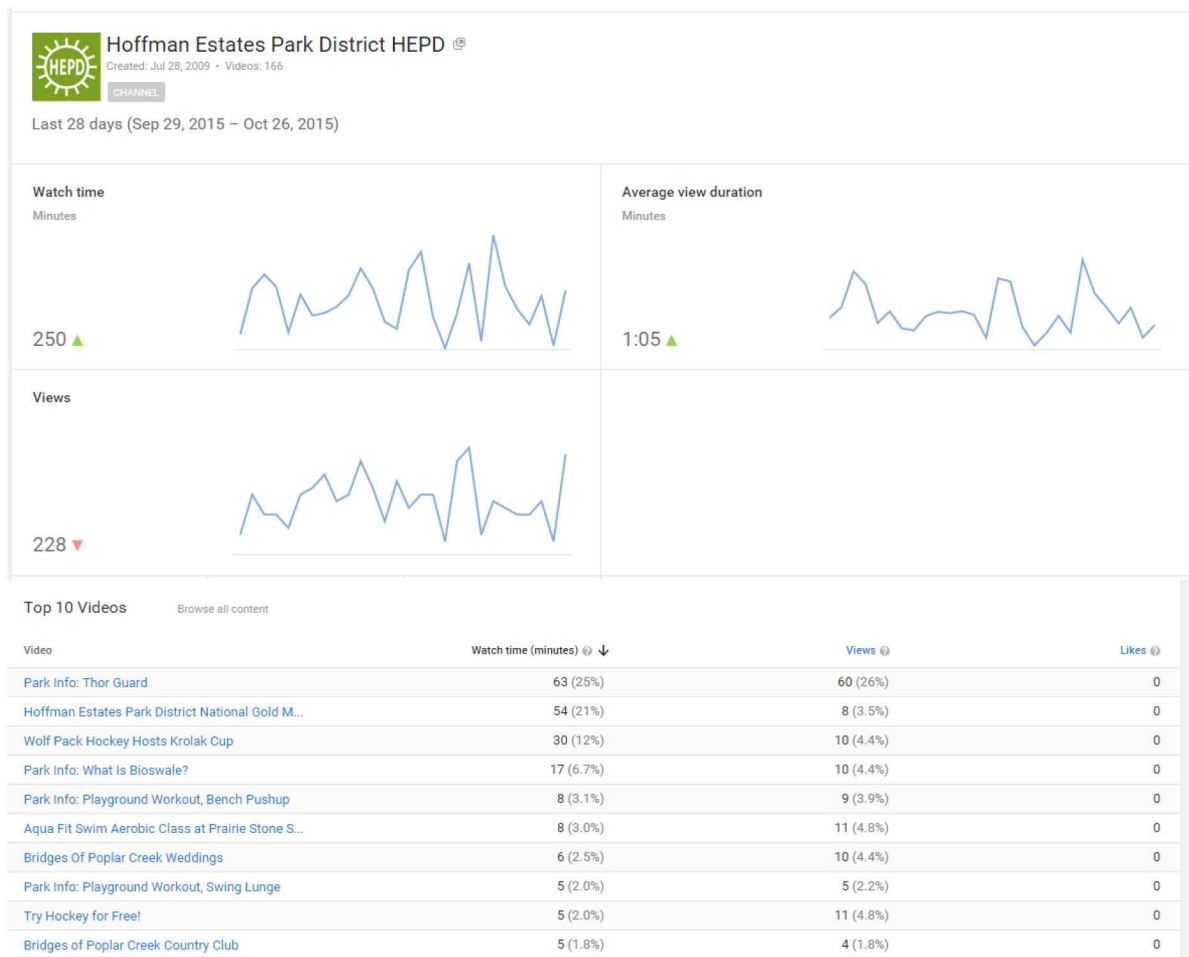 HEPD
Hoffman Estates Park District HEPD
Created: Jul 28, 2009 • Videos: 166
CHANNEL
Last 28 days (Sep 29, 2015 – Oct 26, 2015)
Watch time
Minutes
250
Average view duration
Minutes
1:05
Views
228
Top 10 Videos Browse all content
Video Watch time (minutes) ? ↓ Views ? Likes ?
Park Info: Thor Guard 63 (25%) 60 (26%) 0
Hoffman Estates Park District National Gold M... 54 (21%) 8 (3.5%) 0
Wolf Pack Hockey Hosts Krolak Cup 30 (12%) 10 (4.4%) 0
Park Info: What Is Bioswale? 17 (6.7%) 10 (4.4%) 0
Park Info: Playground Workout, Bench Pushup 8 (3.1%) 9 (3.9%) 0
Aqua Fit Swim Aerobic Class at Prairie Stone S... 8 (3.0%) 11 (4.8%) 0
Bridges Of Poplar Creek Weddings 6 (2.5%) 10 (4.4%) 0
Park Info: Playground Workout, Swing Lunge 5 (2.0%) 5 (2.2%) 0
Try Hockey for Free! 5 (2.0%) 11 (4.8%) 0
Bridges of Poplar Creek Country Club 5 (1.8%) 4 (1.8%) 0